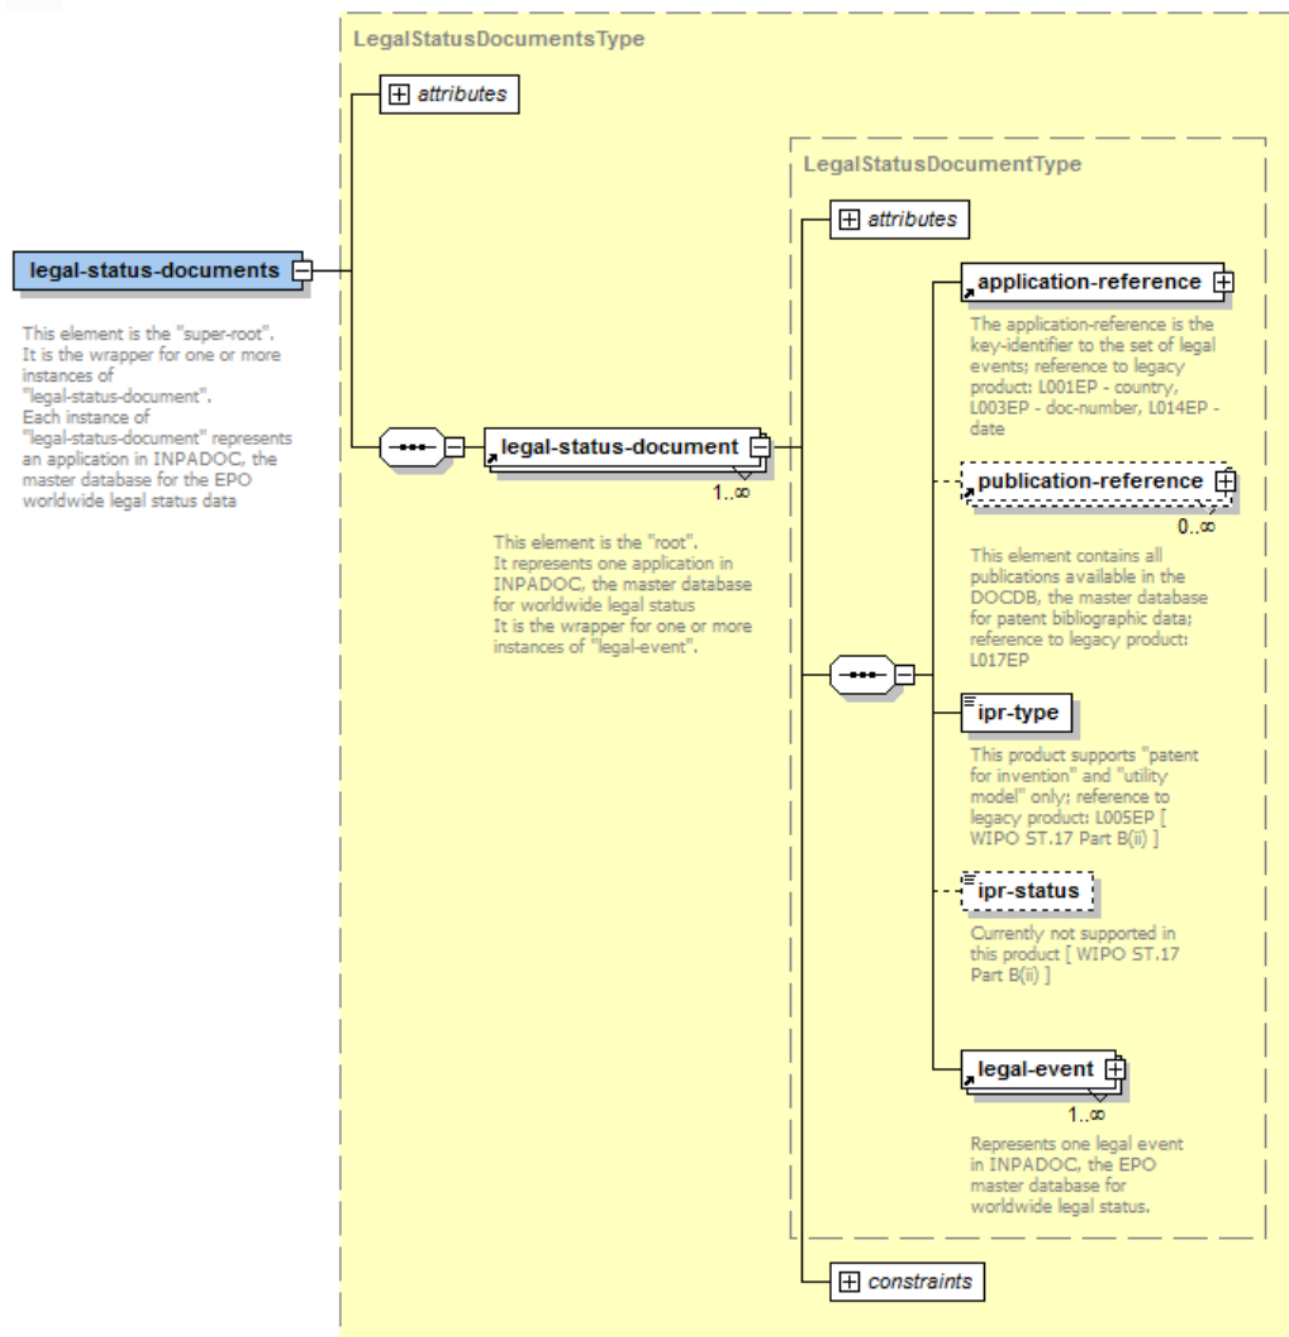 LegalStatusDocumentsType
attributes
LegalStatusDocumentType
attributes
legal-status-documents
This element is the "super-root".
It is the wrapper for one or more
instances of
"legal-status-document".
Each instance of
"legal-status-document" represents
an application in INPADOC, the
master database for the EPO
worldwide legal status data
legal-status-document
1..∞
This element is the "root".
It represents one application in
INPADOC, the master database
for worldwide legal status
It is the wrapper for one or more
instances of "legal-event".
application-reference
The application-reference is the
key-identifier to the set of legal
events; reference to legacy
product: L001EP - country,
L003EP - doc-number, L014EP -
date
publication-reference
0..∞
This element contains all
publications available in the
DOCDB, the master database
for patent bibliographic data;
reference to legacy product:
L017EP
ipr-type
This product supports "patent
for invention" and "utility
model" only; reference to
legacy product: L005EP [
WIPO ST.17 Part B(ii) ]
ipr-status
Currently not supported in
this product [ WIPO ST.17
Part B(ii) ]
legal-event
1..∞
Represents one legal event
in INPADOC, the EPO
master database for
worldwide legal status.
constraints